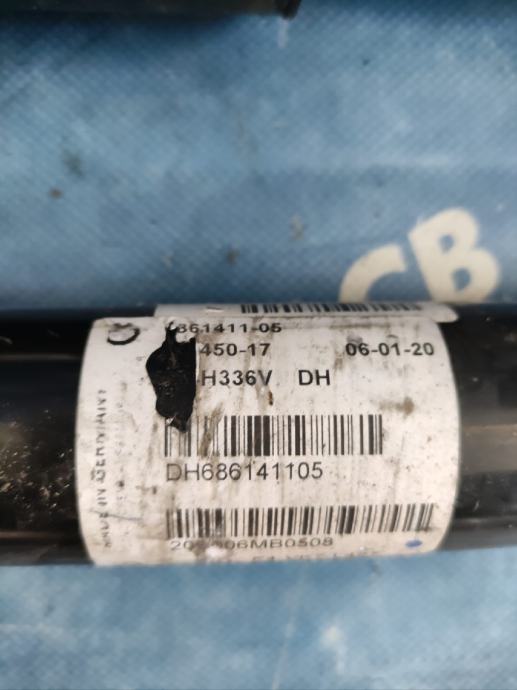 CB
861411-05
450-17 06-01-20
H336V DH
DH686141105
MADE IN GERMANY